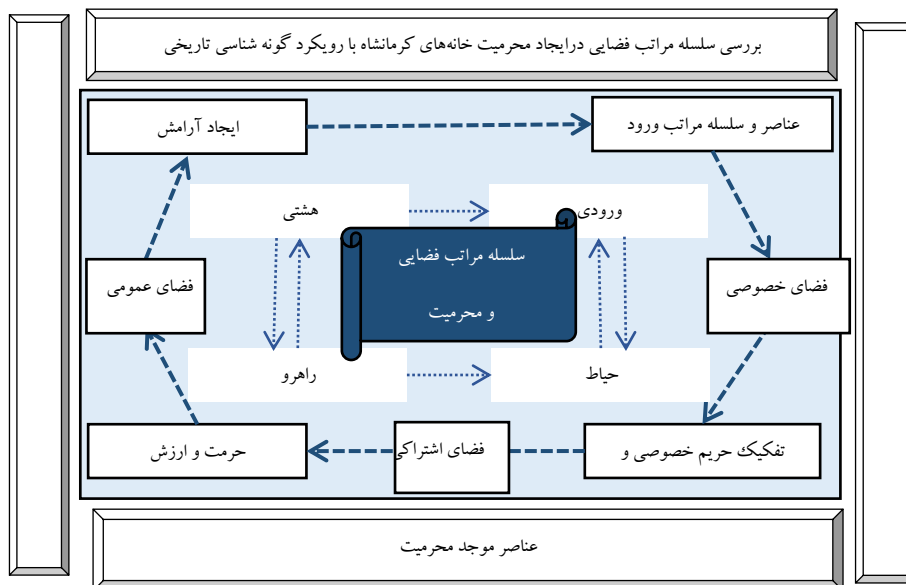 بررسی سلسله مراتب فضایی درایجاد محرمیت خانه‌های کرمانشاه با رویکرد گونه شناسی تاریخی
عناصر و سلسله مراتب ورود
ایجاد آرامش
ورودی
هشتی
سلسله مراتب فضایی
و محرمیت
فضای خصوصی
فضای عمومی
حیاط
راهرو
تفکیک حریم خصوصی و
فضای اشتراکی
حرمت و ارزش
عناصر موجد محرمیت